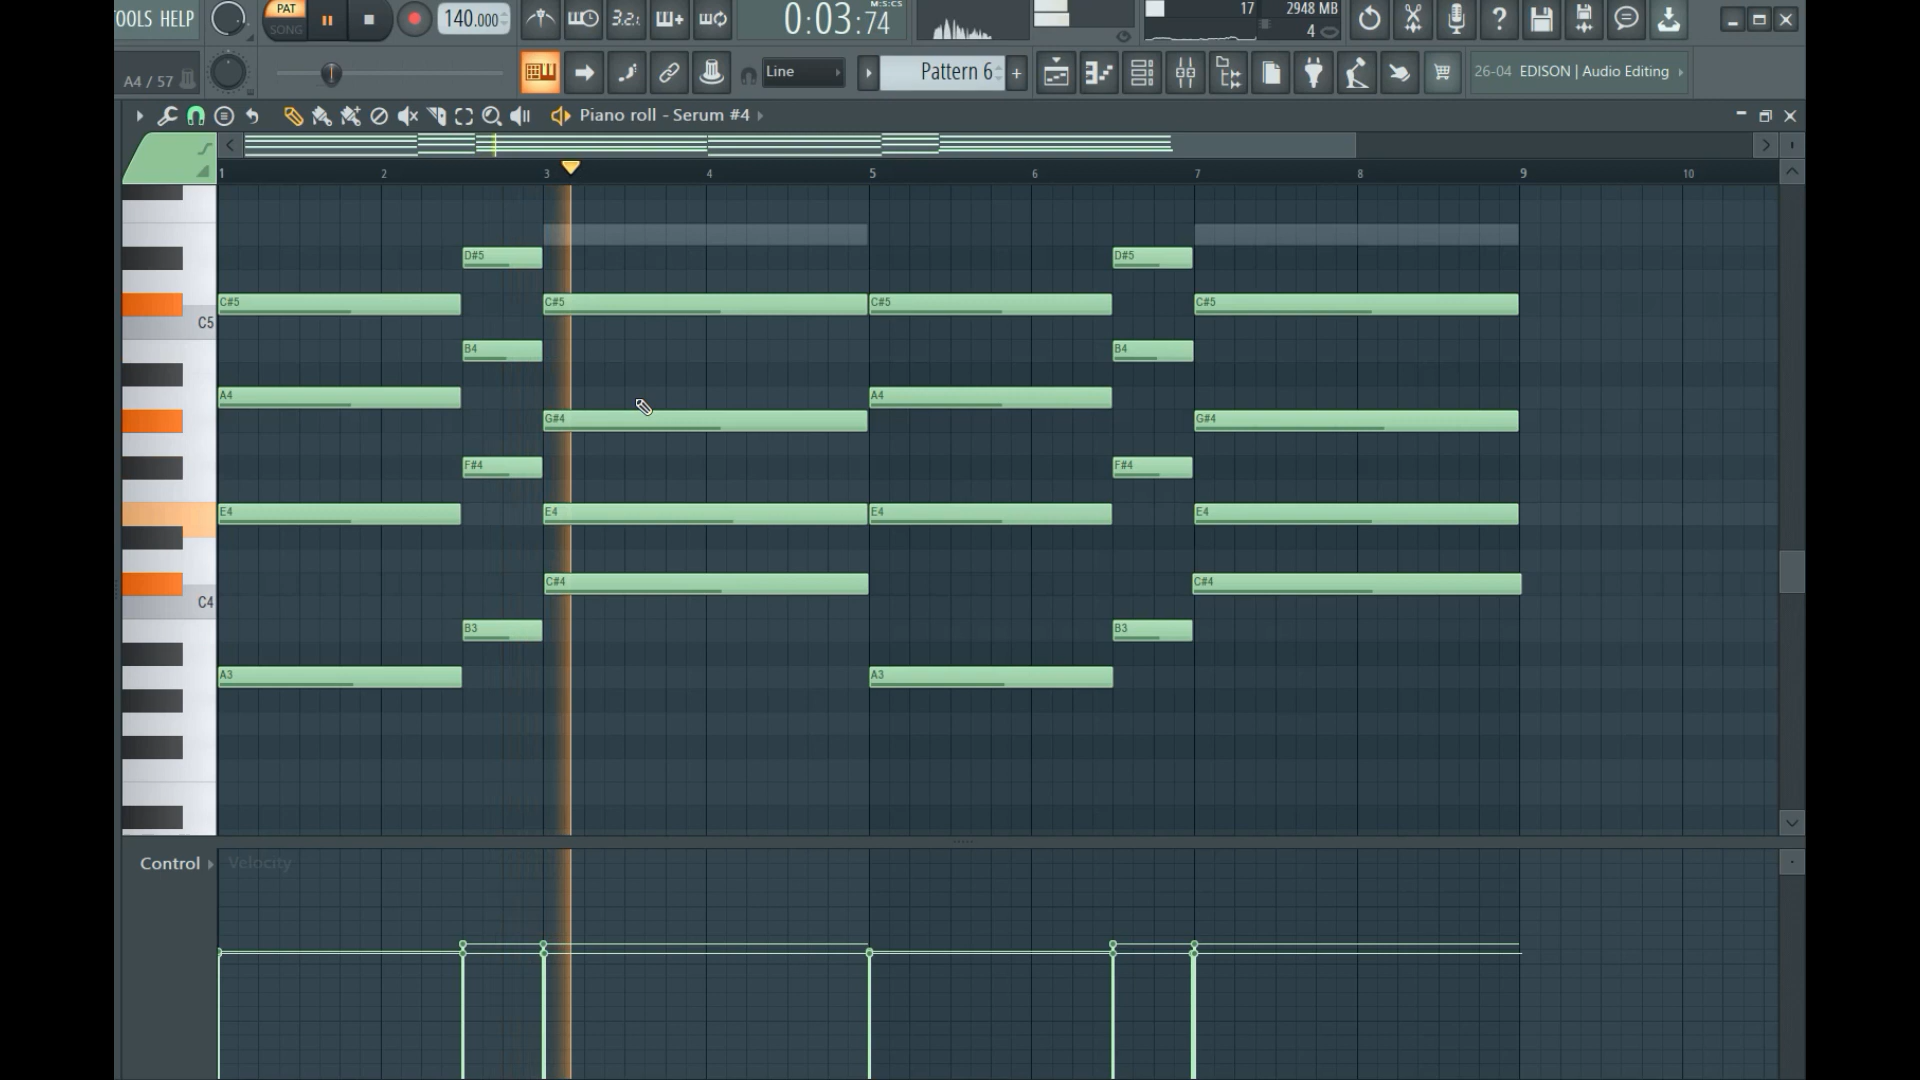 TOOLS HELP
PAT
SONG
140.000
3.2.
0:03:74
M:S:CS
17
2948 MB
4
A4 / 57
Line
Pattern 6
26-04 EDISON | Audio Editing
Piano roll - Serum #4
1 2 3 4 5 6 7 8 9 10
D#5 D#5
C#5 C#5 C#5 C#5
C5
B4 B4
A4 A4
G#4 G#4
F#4 F#4
E4 E4 E4 E4
C#4 C#4
C4
B3 B3
A3 A3
Control Velocity